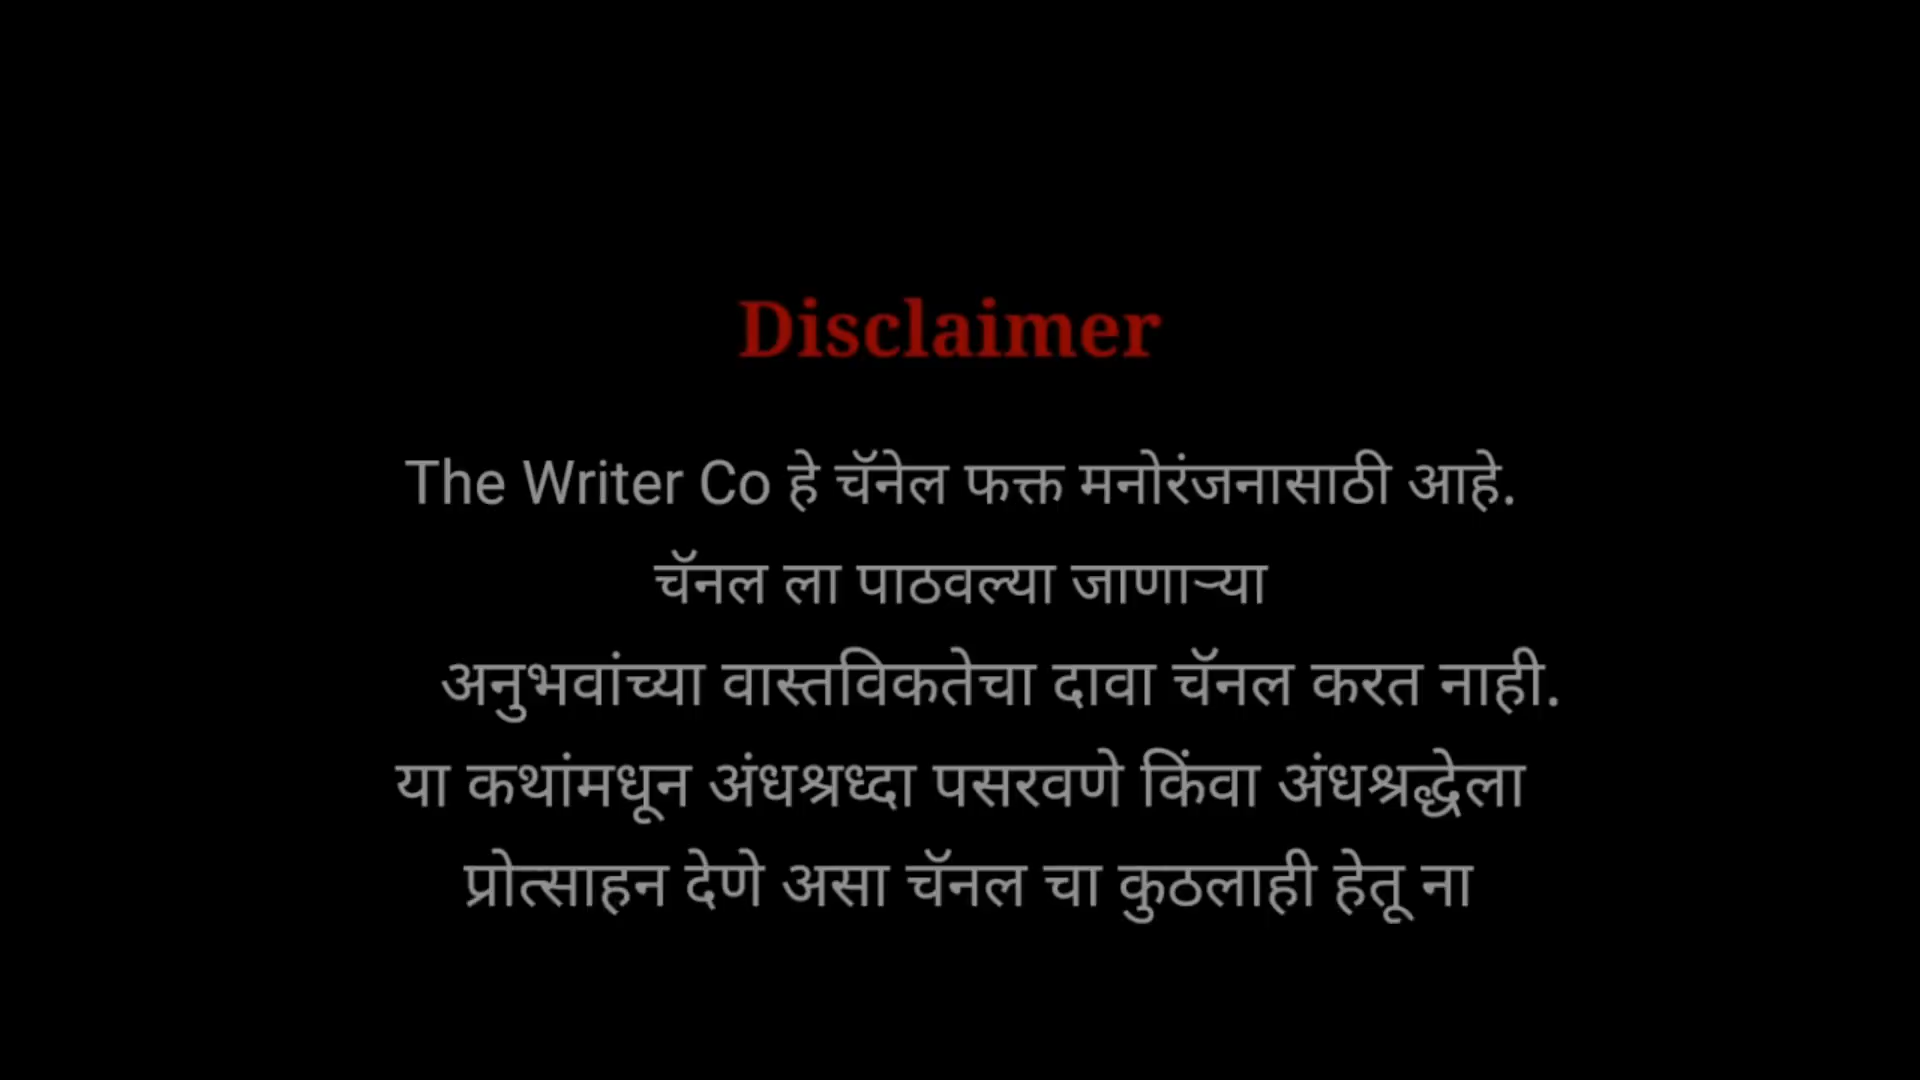 Disclaimer
The Writer Co हे चॅनेल फक्त मनोरंजनासाठी आहे.
चॅनल ला पाठवल्या जाणाऱ्या
अनुभवांच्या वास्तविकतेचा दावा चॅनल करत नाही.
या कथांमधून अंधश्रध्दा पसरवणे किंवा अंधश्रद्धेला
प्रोत्साहन देणे असा चॅनल चा कुठलाही हेतू ना